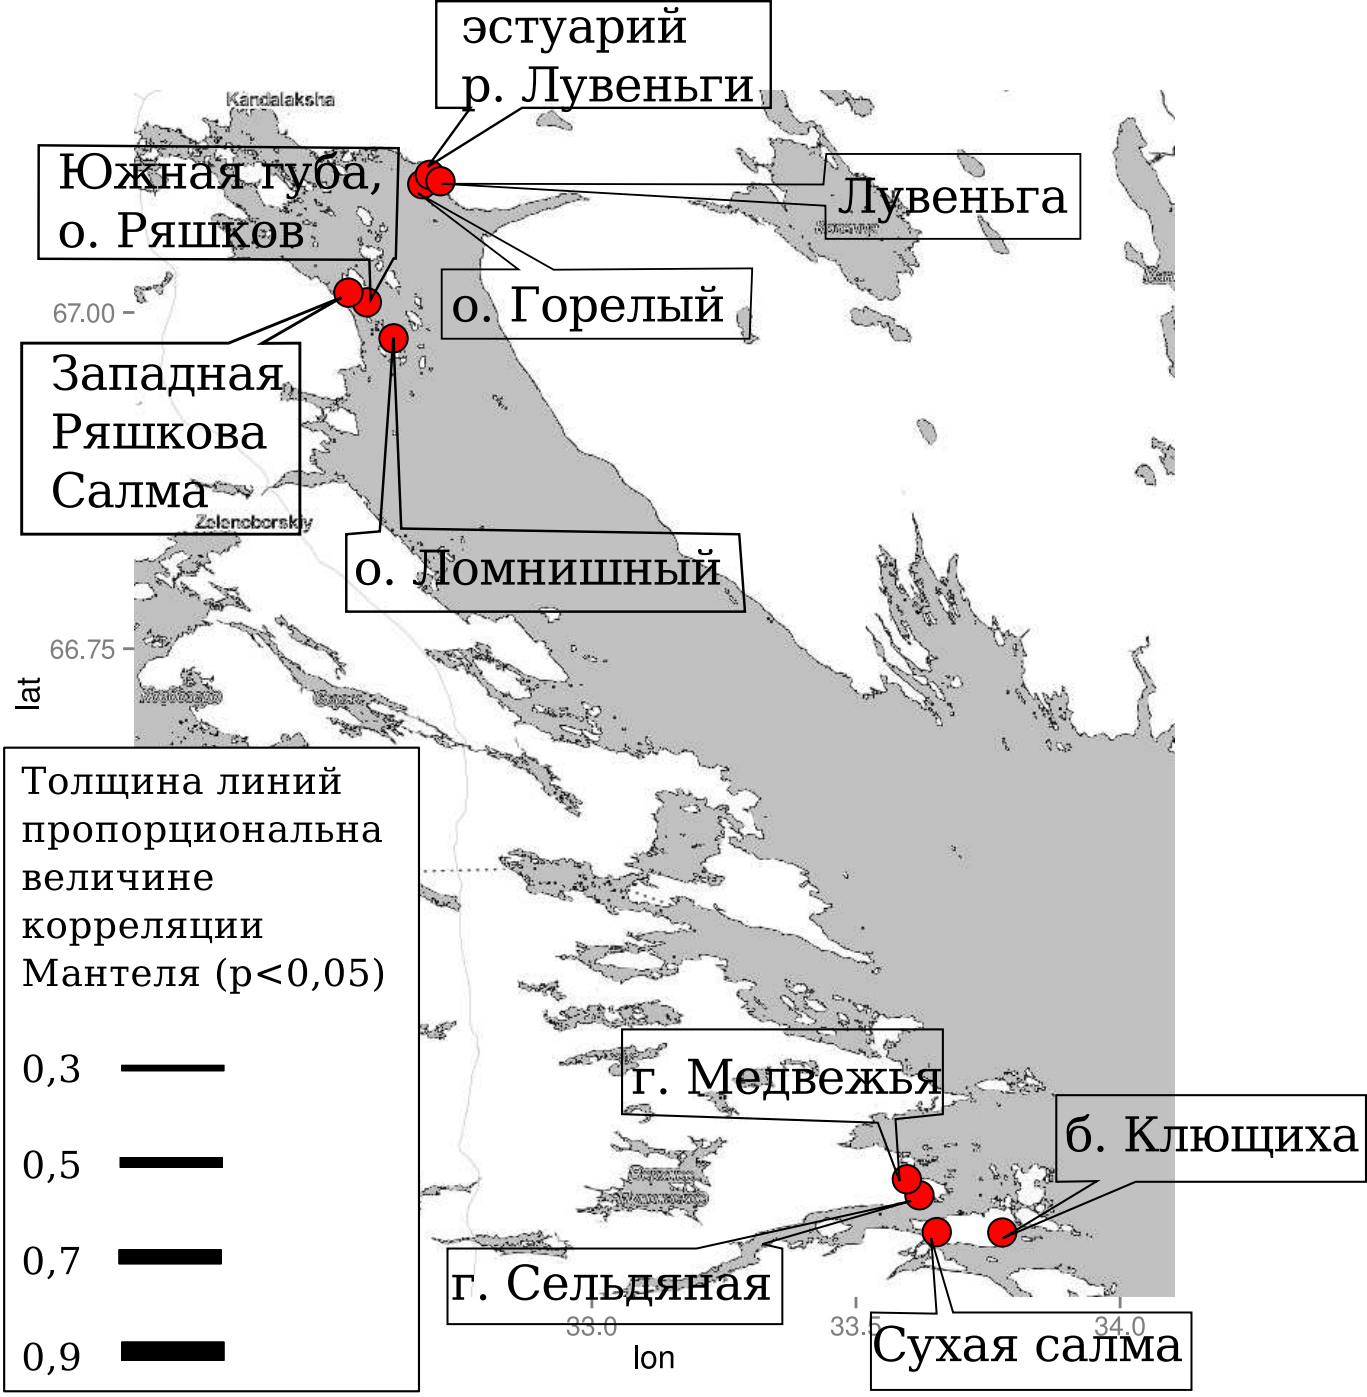 эстуарий
р. Лувеньги
Kandalaksha
Южная губа,
о. Ряшков
Лувеньга
о. Горелый
67.00
Западная
Ряшкова
Салма
Zelenoborskiy
о. Ломнишный
66.75
lat
Толщина линий
пропорциональна
величине
корреляции
Мантеля (p<0,05)
0,3
0,5
0,7
0,9
г. Медвежья
б. Ключиха
г. Сельдяная
Сухая салма
33.0
33.5
34.0
lon